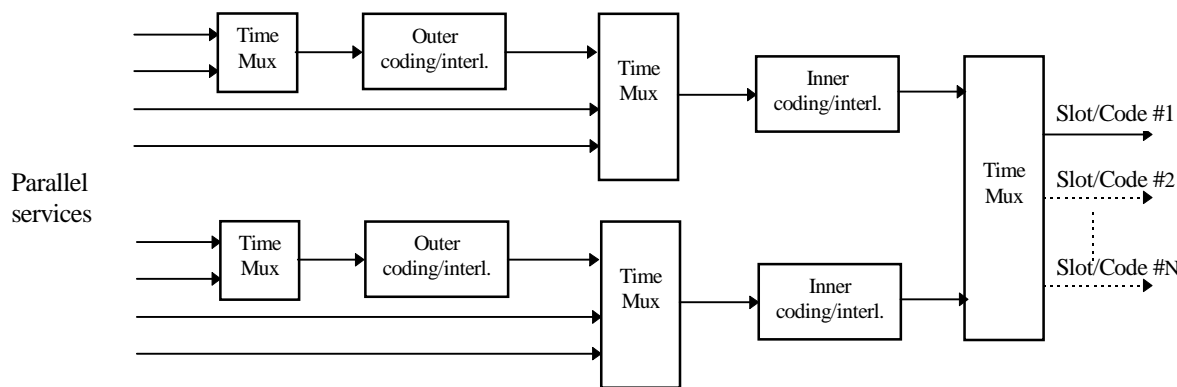 Time
Mux
Outer
coding/interl.
Time
Mux
Inner
coding/interl.
Slot/Code #1
Parallel
services
Time
Mux
Slot/Code #2
Time
Mux
Outer
coding/interl.
Time
Mux
Inner
coding/interl.
Slot/Code #N